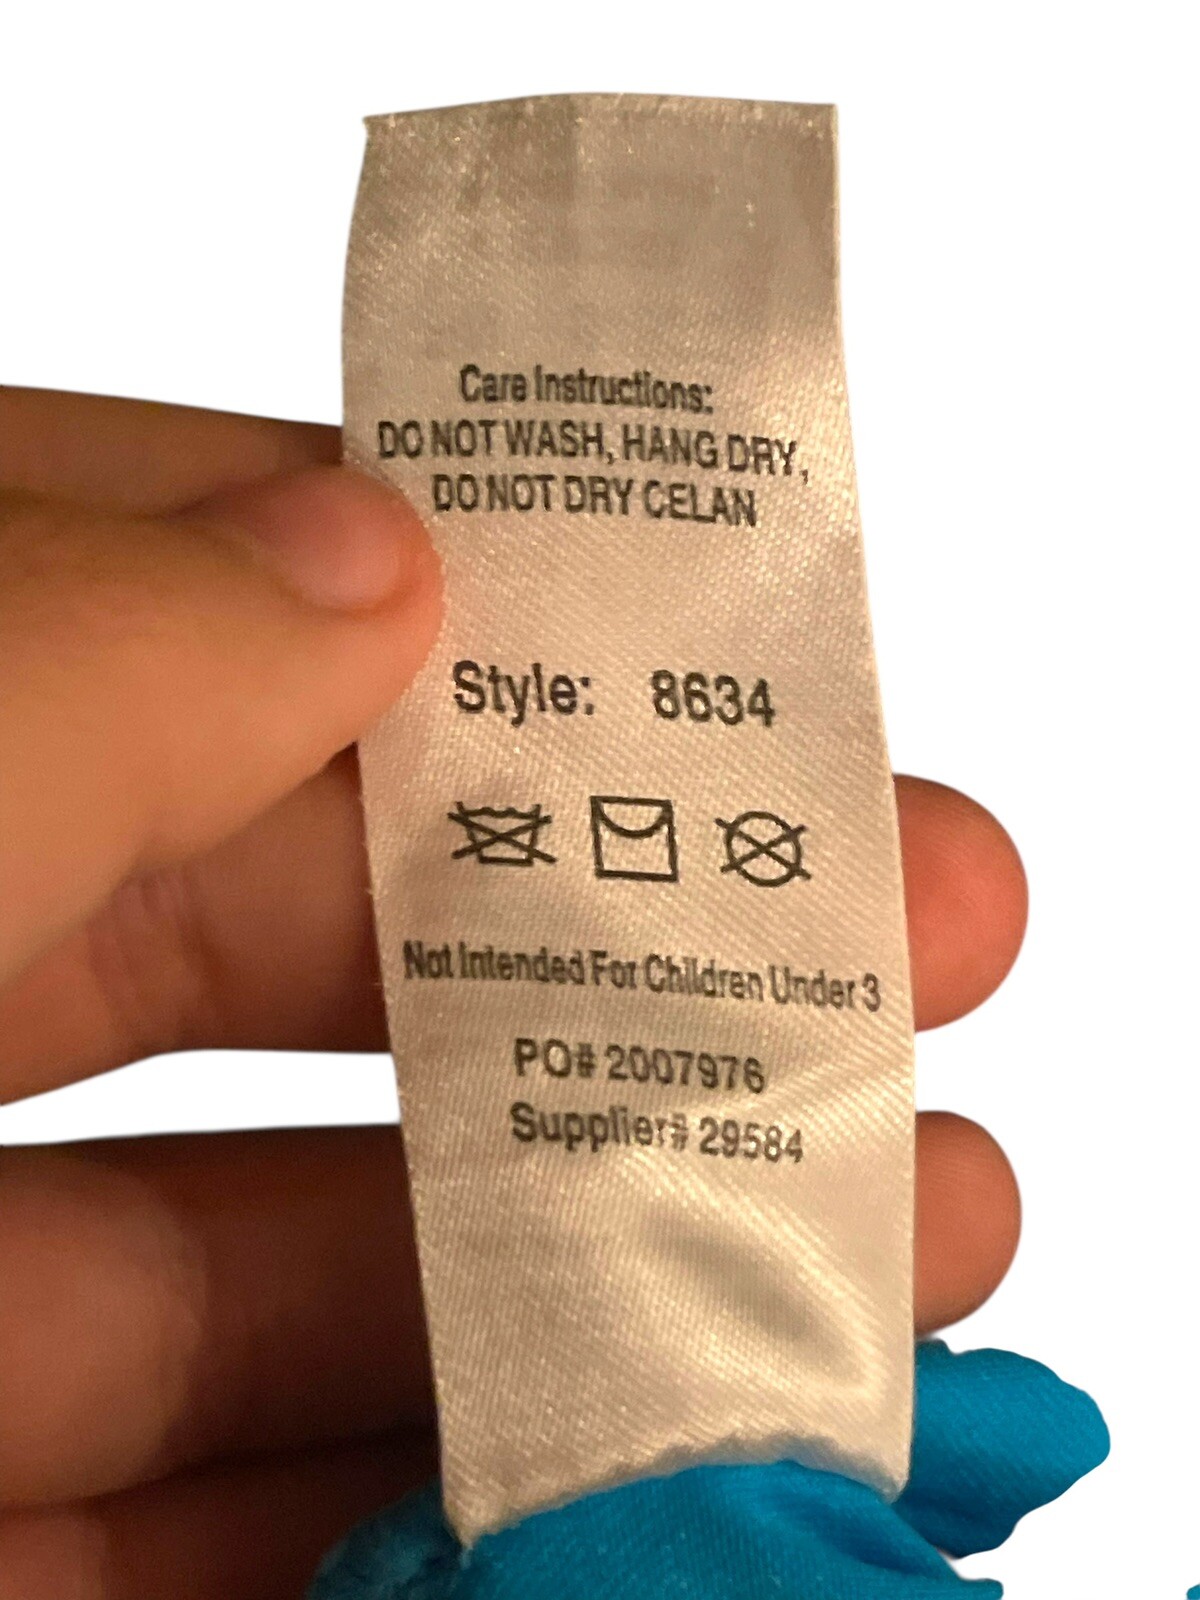 Care Instructions:
DO NOT WASH, HANG DRY,
DO NOT DRY CELAN
Style: 8634
Not Intended For Children Under 3
PO# 2007976
Supplier# 29584